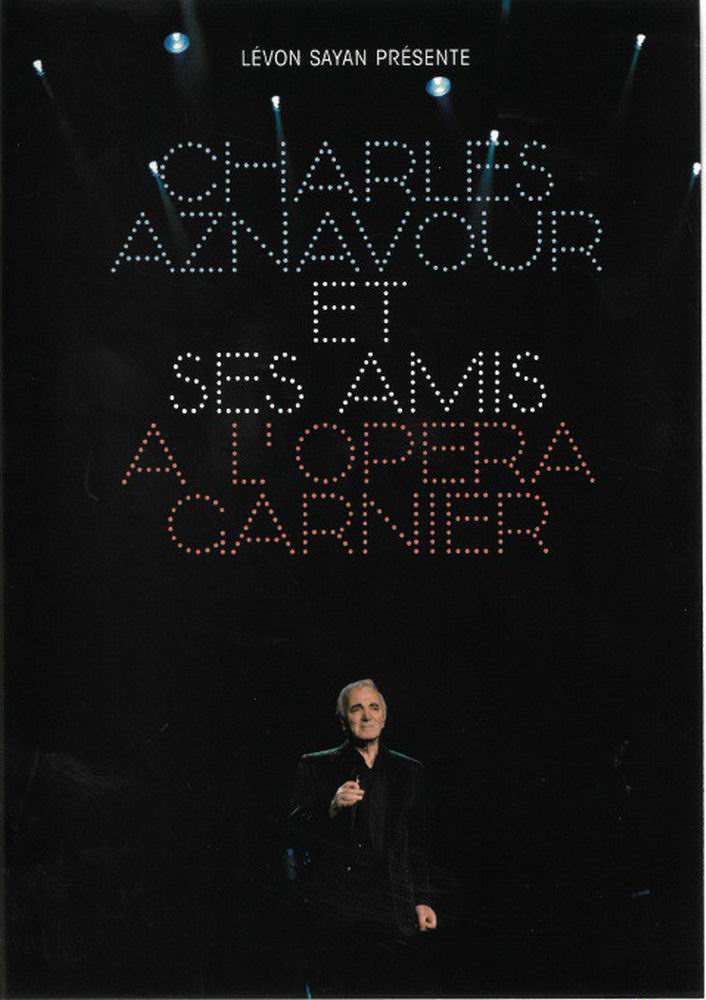 LÉVON SAYAN PRÉSENTE
CHARLES
AZNAVOUR
ET
SES AMIS
A L'OPERA
GARNIER